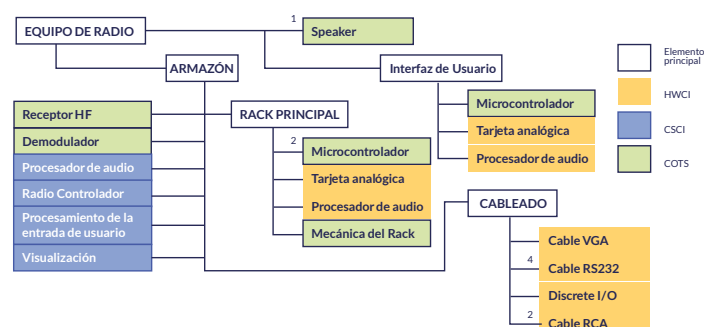 EQUIPO DE RADIO
1
Speaker
ARMAZÓN
Interfaz de Usuario
Microcontrolador
Tarjeta analógica
Procesador de audio
Receptor HF
Demodulador
Procesador de audio
Radio Controlador
Procesamiento de la
entrada de usuario
Visualización
RACK PRINCIPAL
2
Microcontrolador
Tarjeta analógica
Procesador de audio
Mecánica del Rack
CABLEADO
Cable VGA
4
Cable RS232
Discrete I/O
2
Cable RCA
Elemento
principal
HWCI
CSCI
COTS